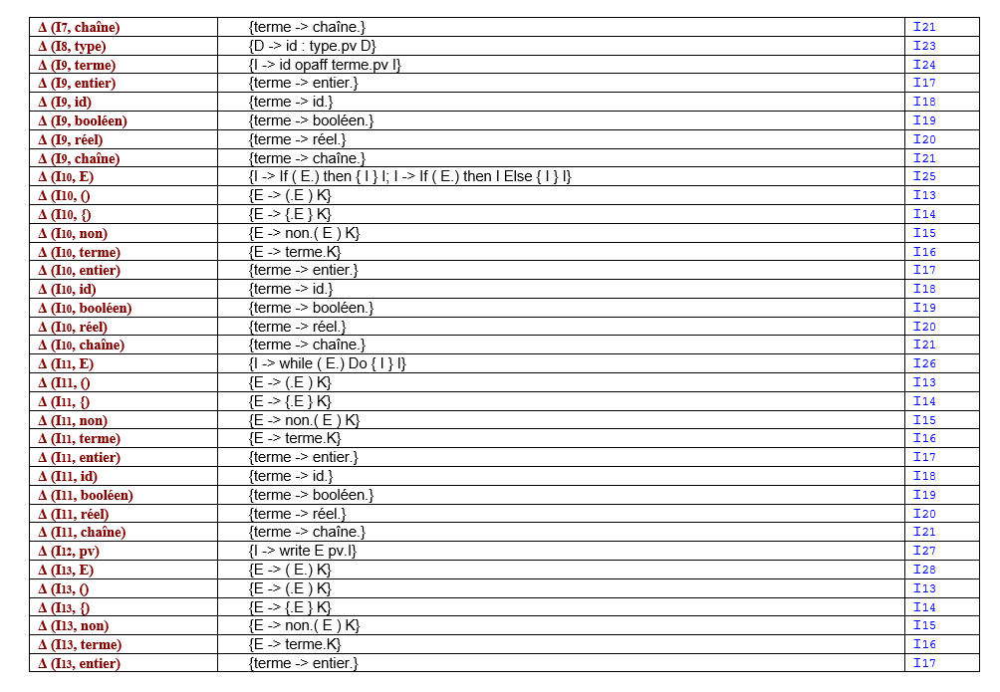 Δ (I7, chaîne) {terme -> chaîne.} I21
Δ (I8, type) {D -> id : type.pv D} I23
Δ (I9, terme) {I -> id opaff terme.pv I} I24
Δ (I9, entier) {terme -> entier.} I17
Δ (I9, id) {terme -> id.} I18
Δ (I9, booléen) {terme -> booléen.} I19
Δ (I9, réel) {terme -> réel.} I20
Δ (I9, chaîne) {terme -> chaîne.} I21
Δ (I10, E) {I -> If ( E.) then { I } I; I -> If ( E.) then I Else { I } I} I25
Δ (I10, () {E -> (.E ) K} I13
Δ (I10, {) {E -> {.E } K} I14
Δ (I10, non) {E -> non.( E ) K} I15
Δ (I10, terme) {E -> terme.K} I16
Δ (I10, entier) {terme -> entier.} I17
Δ (I10, id) {terme -> id.} I18
Δ (I10, booléen) {terme -> booléen.} I19
Δ (I10, réel) {terme -> réel.} I20
Δ (I10, chaîne) {terme -> chaîne.} I21
Δ (I11, E) {I -> while ( E.) Do { I } I} I26
Δ (I11, () {E -> (.E ) K} I13
Δ (I11, {) {E -> {.E } K} I14
Δ (I11, non) {E -> non.( E ) K} I15
Δ (I11, terme) {E -> terme.K} I16
Δ (I11, entier) {terme -> entier.} I17
Δ (I11, id) {terme -> id.} I18
Δ (I11, booléen) {terme -> booléen.} I19
Δ (I11, réel) {terme -> réel.} I20
Δ (I11, chaîne) {terme -> chaîne.} I21
Δ (I12, pv) {I -> write E pv.I} I27
Δ (I13, E) {E -> ( E.) K} I28
Δ (I13, () {E -> (.E ) K} I13
Δ (I13, {) {E -> {.E } K} I14
Δ (I13, non) {E -> non.( E ) K} I15
Δ (I13, terme) {E -> terme.K} I16
Δ (I13, entier) {terme -> entier.} I17